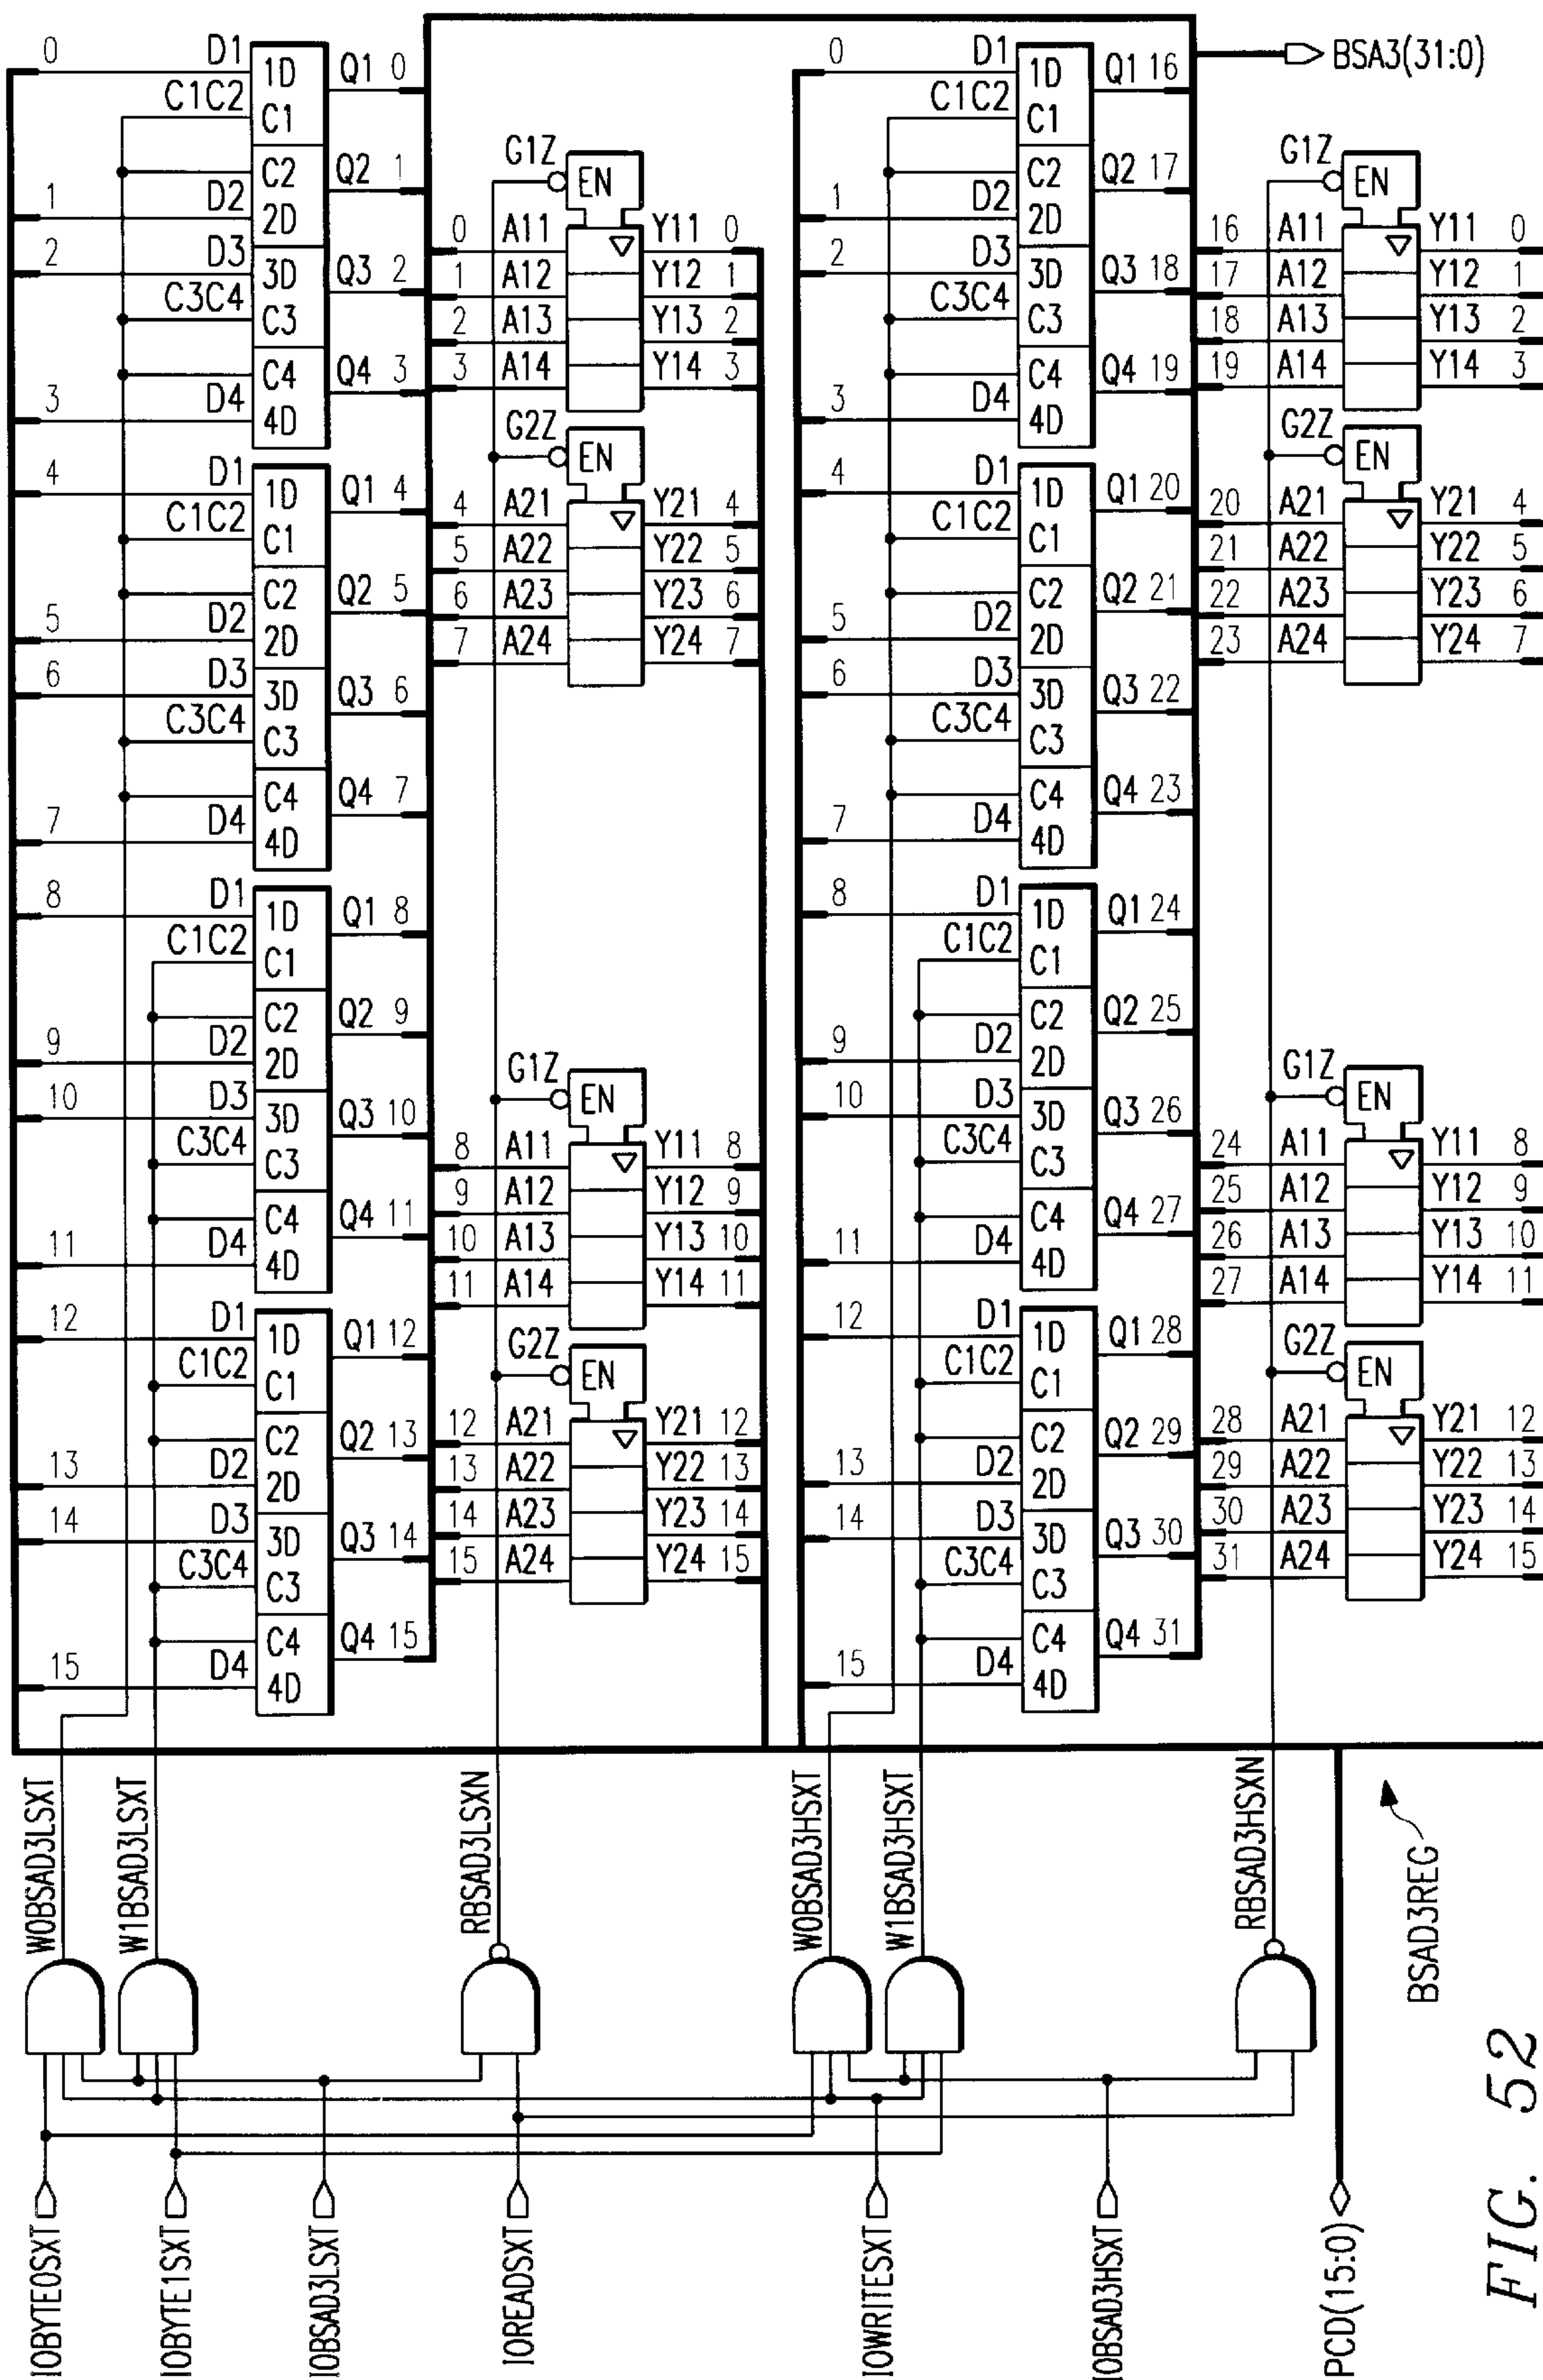 0 D1 1D Q1 0
C1C2 C1
C2 Q2 1
1 D2 2D
2 D3 3D Q3 2
C3C4 C3
C4 Q4 3
3 D4 4D
4 D1 1D Q1 4
C1C2 C1
C2 Q2 5
5 D2 2D
6 D3 3D Q3 6
C3C4 C3
C4 Q4 7
7 D4 4D
8 D1 1D Q1 8
C1C2 C1
C2 Q2 9
9 D2 2D
10 D3 3D Q3 10
C3C4 C3
C4 Q4 11
11 D4 4D
12 D1 1D Q1 12
C1C2 C1
C2 Q2 13
13 D2 2D
14 D3 3D Q3 14
C3C4 C3
C4 Q4 15
15 D4 4D
G1Z EN
0 A11 Y11 0
1 A12 Y12 1
2 A13 Y13 2
3 A14 Y14 3
G2Z EN
4 A21 Y21 4
5 A22 Y22 5
6 A23 Y23 6
7 A24 Y24 7
G1Z EN
8 A11 Y11 8
9 A12 Y12 9
10 A13 Y13 10
11 A14 Y14 11
G2Z EN
12 A21 Y21 12
13 A22 Y22 13
14 A23 Y23 14
15 A24 Y24 15
0 D1 1D Q1 16
C1C2 C1
C2 Q2 17
1 D2 2D
2 D3 3D Q3 18
C3C4 C3
C4 Q4 19
3 D4 4D
4 D1 1D Q1 20
C1C2 C1
C2 Q2 21
5 D2 2D
6 D3 3D Q3 22
C3C4 C3
C4 Q4 23
7 D4 4D
8 D1 1D Q1 24
C1C2 C1
C2 Q2 25
9 D2 2D
10 D3 3D Q3 26
C3C4 C3
C4 Q4 27
11 D4 4D
12 D1 1D Q1 28
C1C2 C1
C2 Q2 29
13 D2 2D
14 D3 3D Q3 30
C3C4 C3
C4 Q4 31
15 D4 4D
BSA3(31:0)
G1Z EN
16 A11 Y11 0
17 A12 Y12 1
18 A13 Y13 2
19 A14 Y14 3
G2Z EN
20 A21 Y21 4
21 A22 Y22 5
22 A23 Y23 6
23 A24 Y24 7
G1Z EN
24 A11 Y11 8
25 A12 Y12 9
26 A13 Y13 10
27 A14 Y14 11
G2Z EN
28 A21 Y21 12
29 A22 Y22 13
30 A23 Y23 14
31 A24 Y24 15
W0BSAD3LSXT
W1BSAD3LSXT
RBSAD3LSXN
W0BSAD3HSXT
W1BSAD3HSXT
RBSAD3HSXN
BSAD3REG
IOBYTE0SXT
IOBYTE1SXT
IOBSAD3LSXT
IOREADSXT
IOWRITESXT
IOBSAD3HSXT
PCD(15:0)
FIG. 52